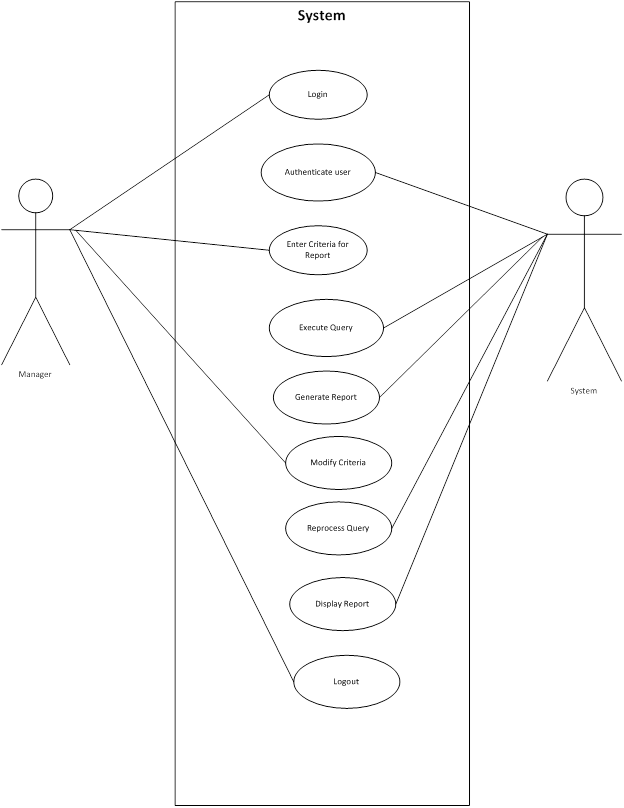 System
Login
Authenticate user
Enter Criteria for
Report
Execute Query
Generate Report
Manager
System
Modify Criteria
Reprocess Query
Display Report
Logout